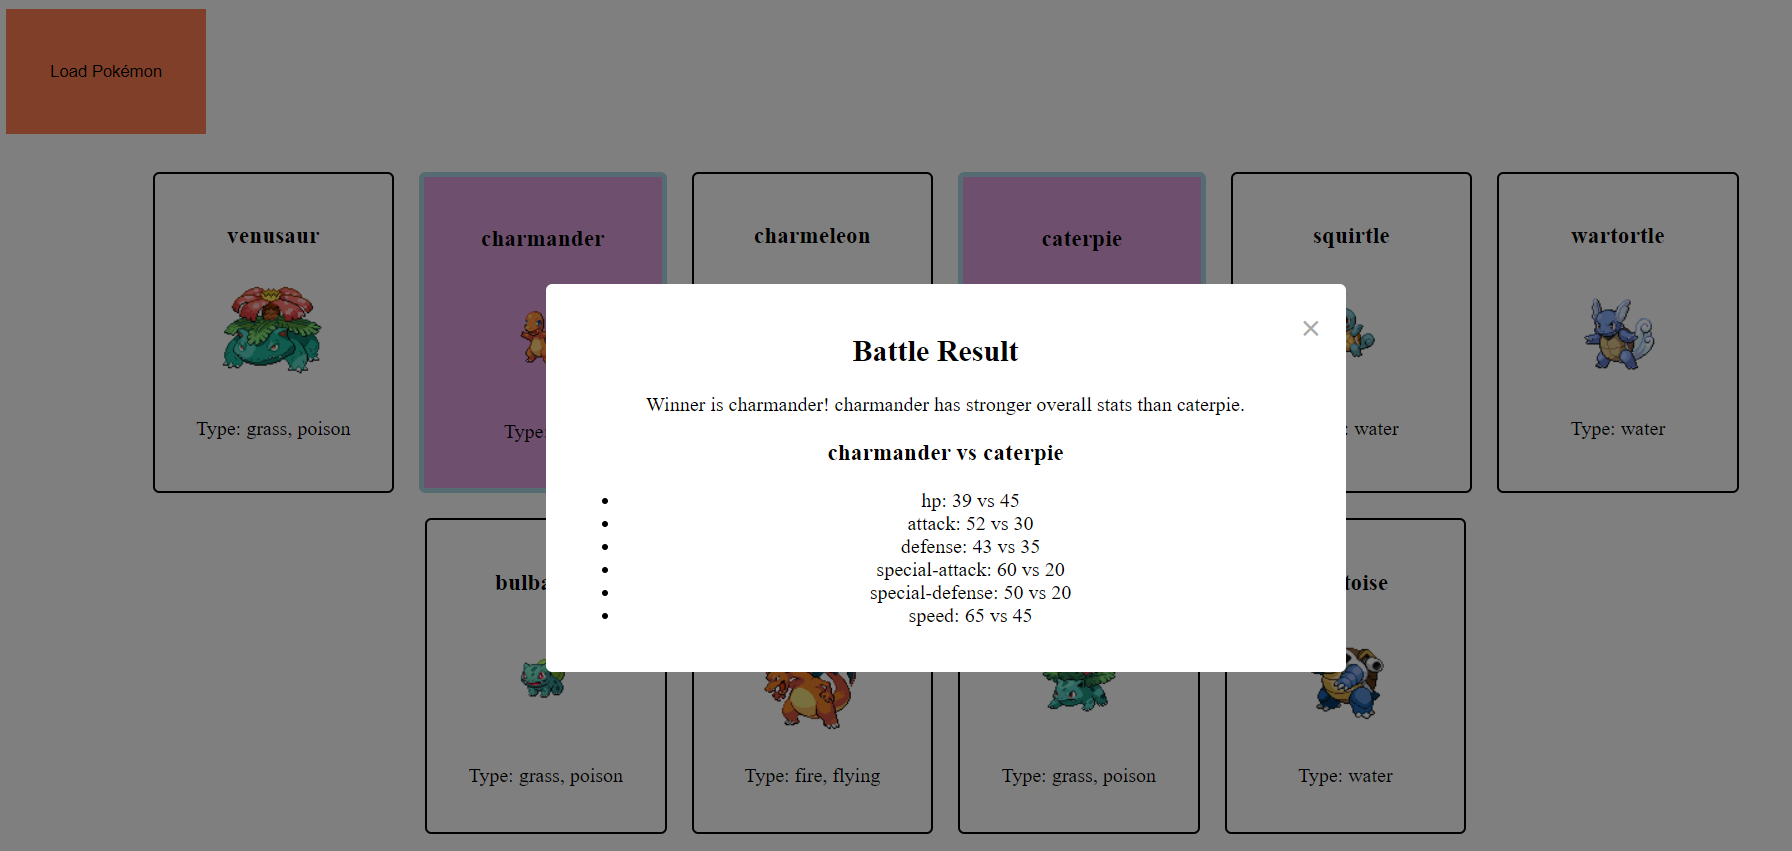 Load Pokémon
venusaur
charmander
charmeleon
caterpie
squirtle
wartortle
Type: grass, poison
Type:
: water
Type: water
Battle Result
Winner is charmander! charmander has stronger overall stats than caterpie.
charmander vs caterpie
hp: 39 vs 45
attack: 52 vs 30
defense: 43 vs 35
special-attack: 60 vs 20
special-defense: 50 vs 20
speed: 65 vs 45
bulba
toise
Type: grass, poison
Type: fire, flying
Type: grass, poison
Type: water